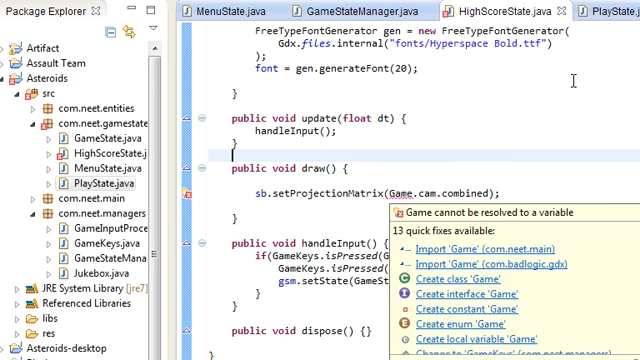 Package Explorer
MenuState.java
GameStateManager.java
HighScoreState.java
PlayState.j
Artifact
Assault Team
Asteroids
src
com.neet.entities
com.neet.gamestate
GameState.java
HighScoreState.j
MenuState.java
PlayState.java
com.neet.main
com.neet.managers
GameInputProce
GameKeys.java
GameStateMana
Jukebox.java
JRE System Library [jre7]
Referenced Libraries
libs
res
Asteroids-desktop
FreeTypeFontGenerator gen = new FreeTypeFontGenerator(
Gdx.files.internal("fonts/Hyperspace Bold.ttf")
);
font = gen.generateFont(20);
}
public void update(float dt) {
handleInput();
}
public void draw() {
sb.setProjectionMatrix(Game.cam.combined);
}
public void handleInput() {
if(GameKeys.isPressed(G
GameKeys.isPressed(
gsm.setState(GameSt
}
}
public void dispose() {}
}
Game cannot be resolved to a variable
13 quick fixes available:
Import 'Game' (com.neet.main)
Import 'Game' (com.badlogic.gdx)
Create class 'Game'
Create interface 'Game'
Create constant 'Game'
Create enum 'Game'
Create local variable 'Game'
Change to 'GameKeys' (com.neet.managers)